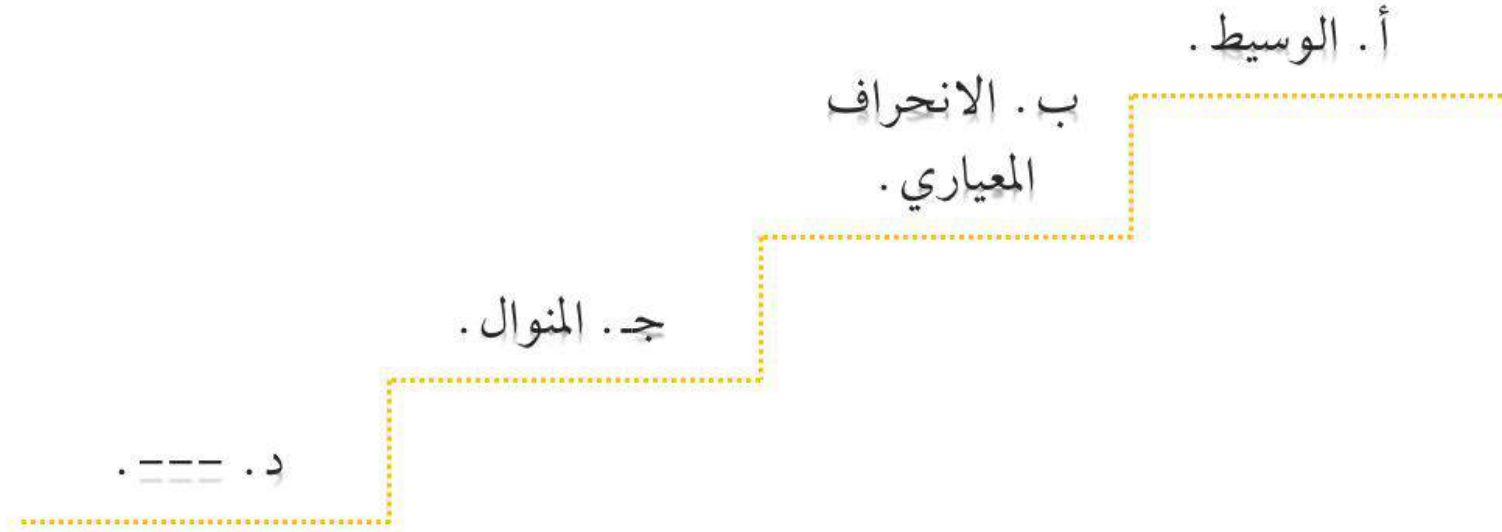 أ. الوسيط.
ب. الانحراف
المعياري.
جـ. المنوال.
د. ---.